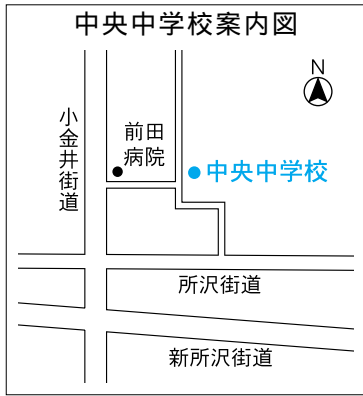 中央中学校案内図
N
小金井街道
前田
病院
中央中学校
所沢街道
新所沢街道